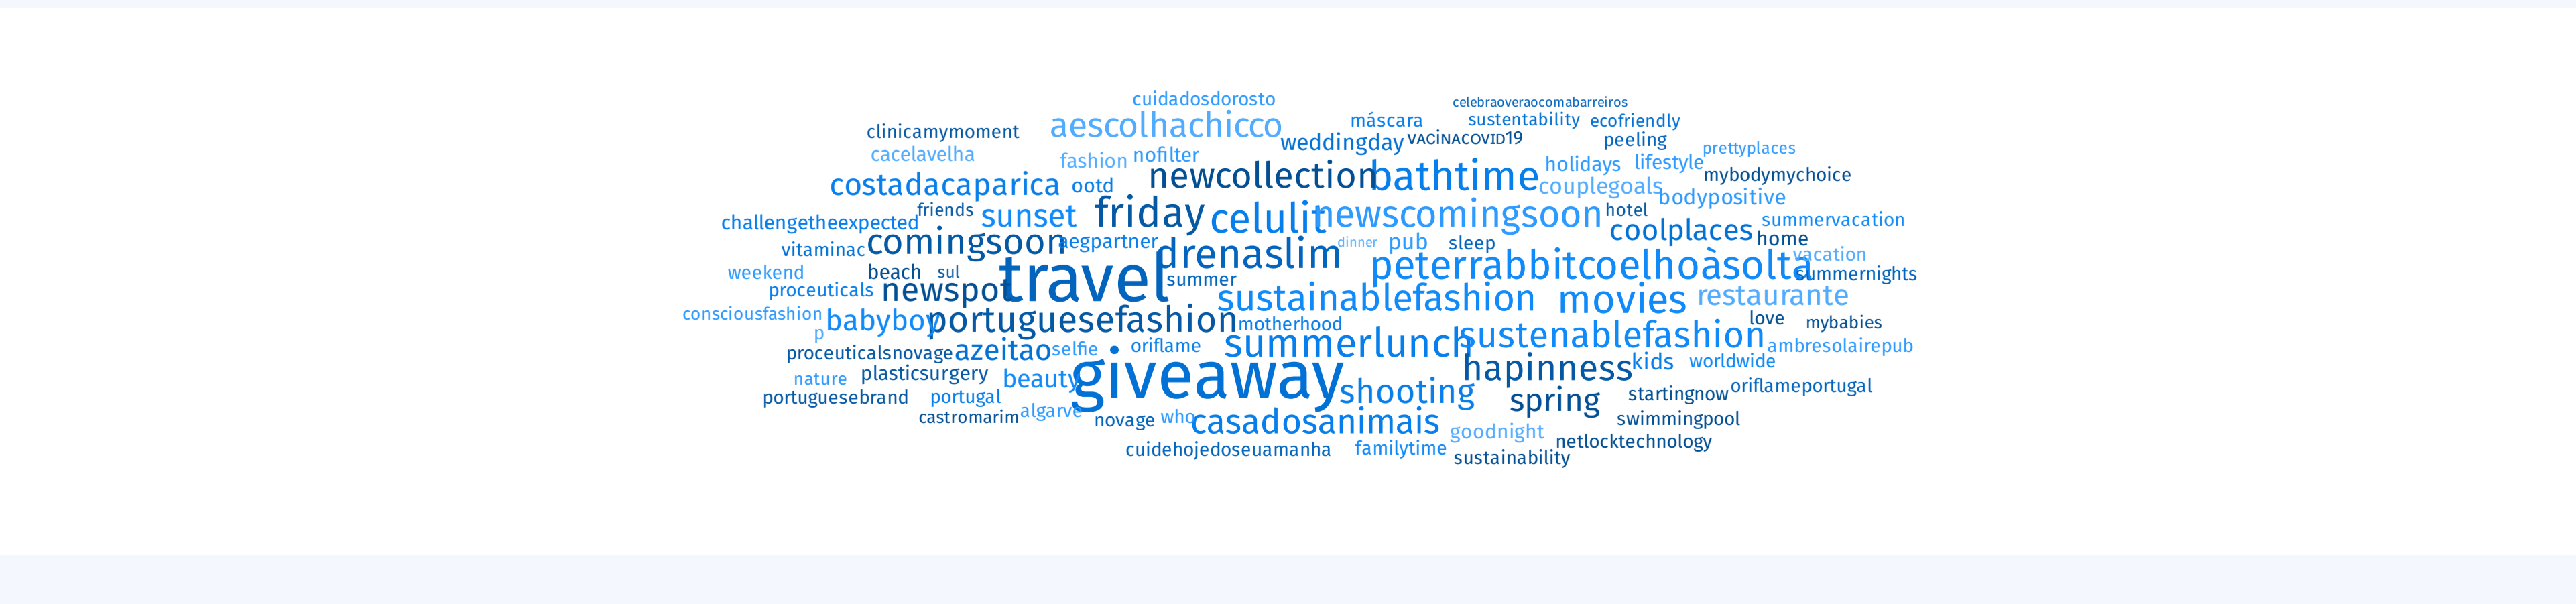 cuidadosdorosto
celebraoveraocomabarreiros
aescolhachicco
máscara
sustentability
ecofriendly
clinicamymoment
weddingday
VACİNACOVID19
peeling
cacelavelha
fashion
nofilter
holidays
lifestyle
prettyplaces
costadacaparica
ootd
newcollection
bathtime
couplegoals
mybodymychoice
bodypositive
challengetheexpected
friends
sunset
friday
celulit
newscomingsoon
hotel
summervacation
coolplaces
vitaminac
comingsoon
aegpartner
drenaslim
dinner
pub
sleep
home
vacation
weekend
beach
sul
travel
summer
peterrabbitcoelhoàsolta
summernights
proceuticals
newspot
sustainablefashion
movies
restaurante
consciousfashion
p
babyboy
portuguesefashion
motherhood
love
mybabies
proceuticalsnovage
azeitao
selfie
oriflame
summerlunch
sustenablefashion
ambresolairepub
nature
plasticsurgery
beauty
giveaway
hapinness
kids
worldwide
portuguesebrand
portugal
shooting
spring
startingnow
oriflameportugal
castromarim
algarve
novage
who
casadosanimais
goodnight
swimmingpool
netlocktechnology
cuidehojedoseuamanha
familytime
sustainability